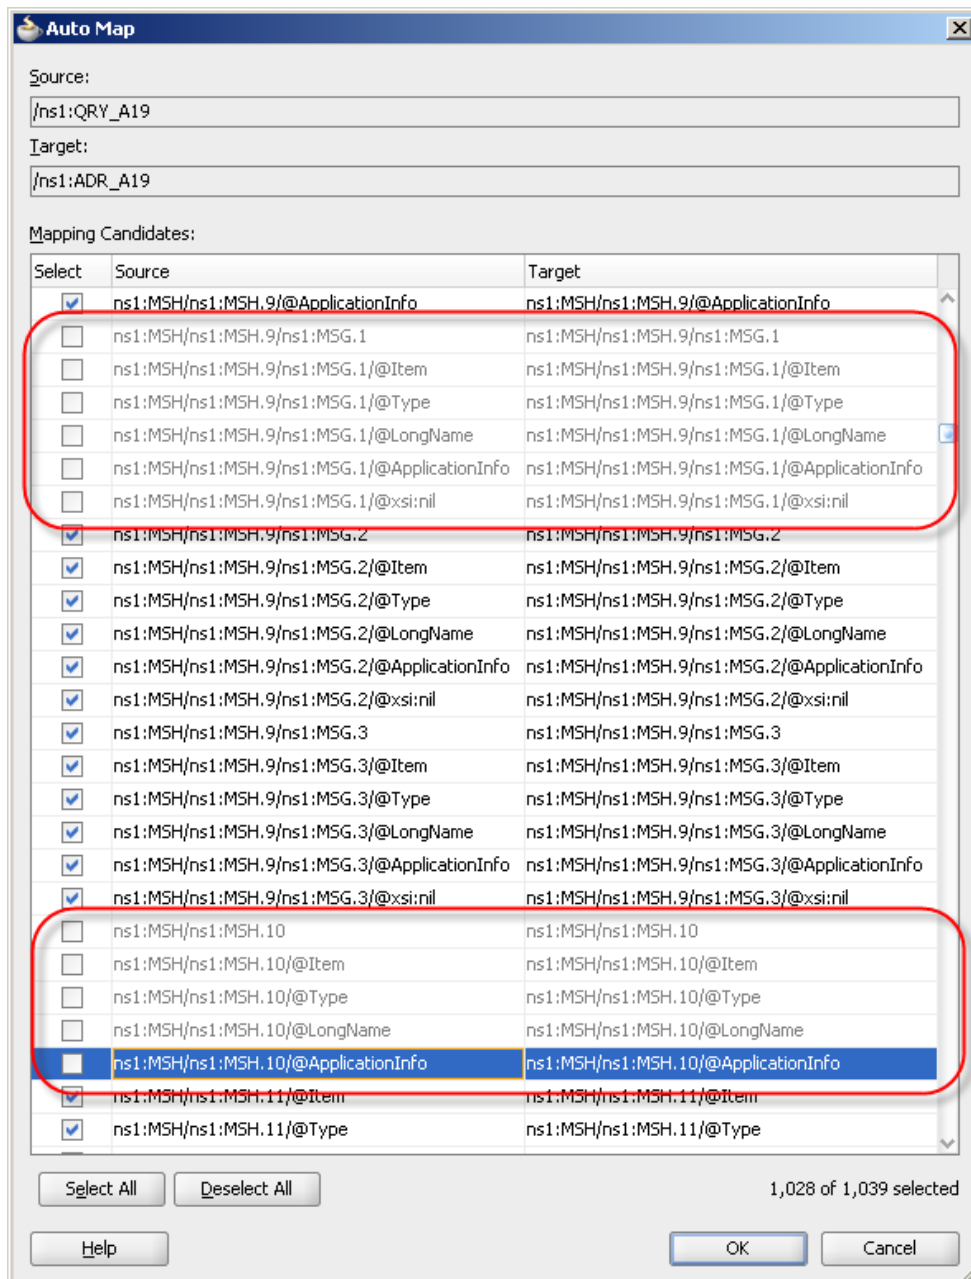 Auto Map
Source:
/ns1:QRY_A19
Target:
/ns1:ADR_A19
Mapping Candidates:
Select Source Target
ns1:MSH/ns1:MSH.9/@ApplicationInfo ns1:MSH/ns1:MSH.9/@ApplicationInfo
ns1:MSH/ns1:MSH.9/ns1:MSG.1 ns1:MSH/ns1:MSH.9/ns1:MSG.1
ns1:MSH/ns1:MSH.9/ns1:MSG.1/@Item ns1:MSH/ns1:MSH.9/ns1:MSG.1/@Item
ns1:MSH/ns1:MSH.9/ns1:MSG.1/@Type ns1:MSH/ns1:MSH.9/ns1:MSG.1/@Type
ns1:MSH/ns1:MSH.9/ns1:MSG.1/@LongName ns1:MSH/ns1:MSH.9/ns1:MSG.1/@LongName
ns1:MSH/ns1:MSH.9/ns1:MSG.1/@ApplicationInfo ns1:MSH/ns1:MSH.9/ns1:MSG.1/@ApplicationInfo
ns1:MSH/ns1:MSH.9/ns1:MSG.1/@xsi:nil ns1:MSH/ns1:MSH.9/ns1:MSG.1/@xsi:nil
ns1:MSH/ns1:MSH.9/ns1:MSG.2 ns1:MSH/ns1:MSH.9/ns1:MSG.2
ns1:MSH/ns1:MSH.9/ns1:MSG.2/@Item ns1:MSH/ns1:MSH.9/ns1:MSG.2/@Item
ns1:MSH/ns1:MSH.9/ns1:MSG.2/@Type ns1:MSH/ns1:MSH.9/ns1:MSG.2/@Type
ns1:MSH/ns1:MSH.9/ns1:MSG.2/@LongName ns1:MSH/ns1:MSH.9/ns1:MSG.2/@LongName
ns1:MSH/ns1:MSH.9/ns1:MSG.2/@ApplicationInfo ns1:MSH/ns1:MSH.9/ns1:MSG.2/@ApplicationInfo
ns1:MSH/ns1:MSH.9/ns1:MSG.2/@xsi:nil ns1:MSH/ns1:MSH.9/ns1:MSG.2/@xsi:nil
ns1:MSH/ns1:MSH.9/ns1:MSG.3 ns1:MSH/ns1:MSH.9/ns1:MSG.3
ns1:MSH/ns1:MSH.9/ns1:MSG.3/@Item ns1:MSH/ns1:MSH.9/ns1:MSG.3/@Item
ns1:MSH/ns1:MSH.9/ns1:MSG.3/@Type ns1:MSH/ns1:MSH.9/ns1:MSG.3/@Type
ns1:MSH/ns1:MSH.9/ns1:MSG.3/@LongName ns1:MSH/ns1:MSH.9/ns1:MSG.3/@LongName
ns1:MSH/ns1:MSH.9/ns1:MSG.3/@ApplicationInfo ns1:MSH/ns1:MSH.9/ns1:MSG.3/@ApplicationInfo
ns1:MSH/ns1:MSH.9/ns1:MSG.3/@xsi:nil ns1:MSH/ns1:MSH.9/ns1:MSG.3/@xsi:nil
ns1:MSH/ns1:MSH.10 ns1:MSH/ns1:MSH.10
ns1:MSH/ns1:MSH.10/@Item ns1:MSH/ns1:MSH.10/@Item
ns1:MSH/ns1:MSH.10/@Type ns1:MSH/ns1:MSH.10/@Type
ns1:MSH/ns1:MSH.10/@LongName ns1:MSH/ns1:MSH.10/@LongName
ns1:MSH/ns1:MSH.10/@ApplicationInfo ns1:MSH/ns1:MSH.10/@ApplicationInfo
ns1:MSH/ns1:MSH.11/@Item ns1:MSH/ns1:MSH.11/@Item
ns1:MSH/ns1:MSH.11/@Type ns1:MSH/ns1:MSH.11/@Type
Select All Deselect All 1,028 of 1,039 selected
Help OK Cancel